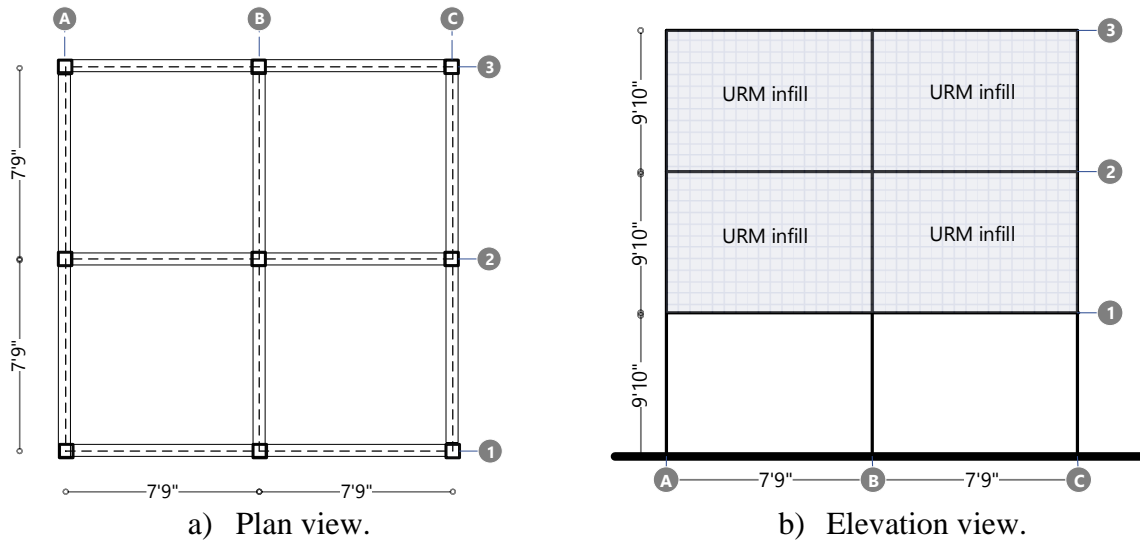 A
B
C
3
7'9"
2
7'9"
1
7'9"
7'9"
a) Plan view.
3
9'10"
URM infill
URM infill
2
9'10"
URM infill
URM infill
1
9'10"
A
7'9"
B
7'9"
C
b) Elevation view.